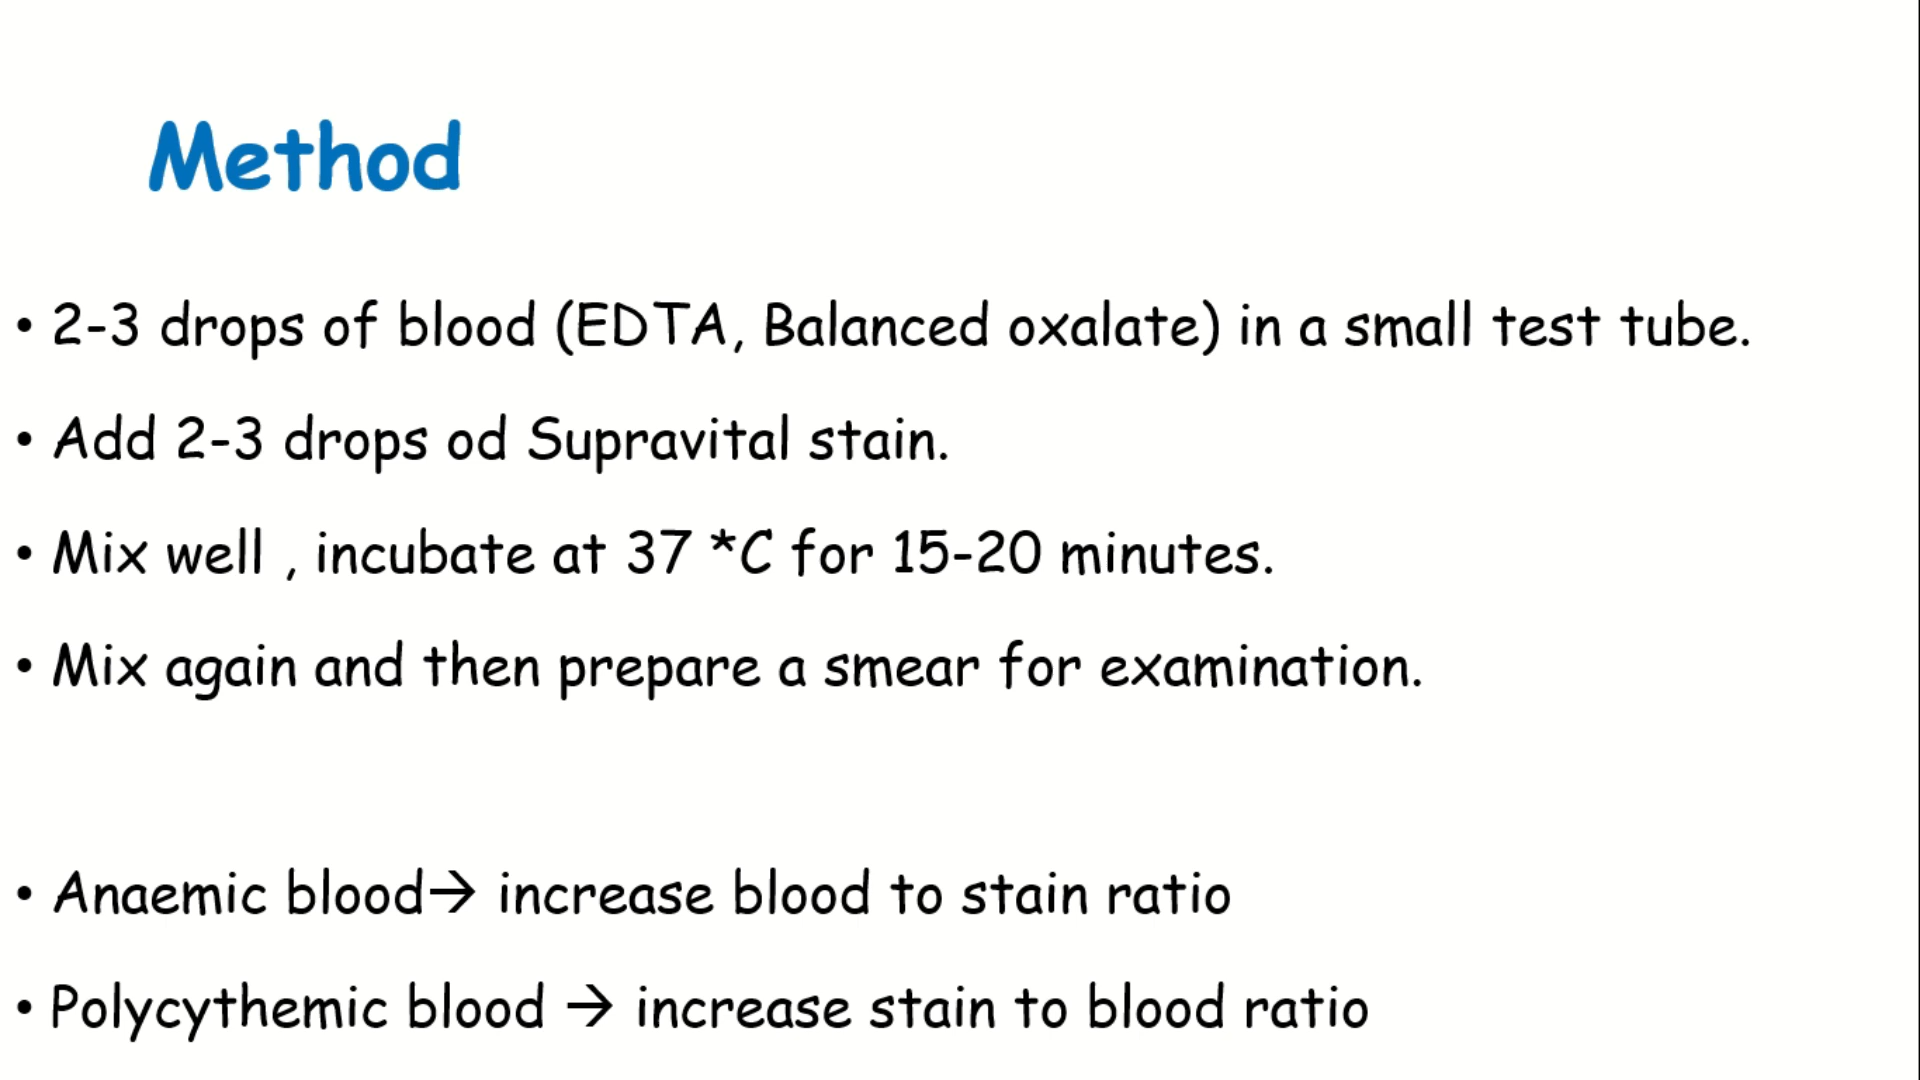 Method
• 2-3 drops of blood (EDTA, Balanced oxalate) in a small test tube.
• Add 2-3 drops od Supravital stain.
• Mix well , incubate at 37 *C for 15-20 minutes.
• Mix again and then prepare a smear for examination.
• Anaemic blood→ increase blood to stain ratio
• Polycythemic blood → increase stain to blood ratio